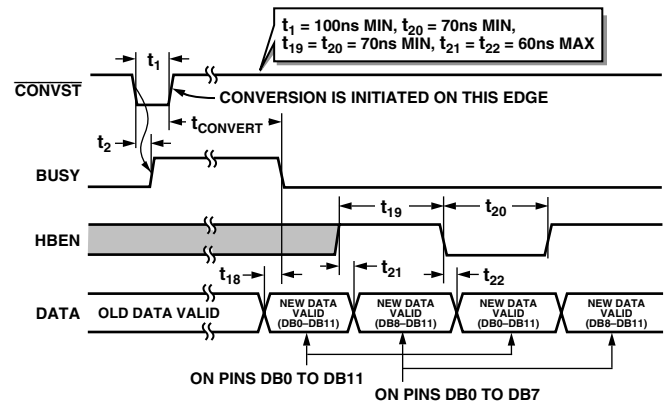 t1 = 100ns MIN, t20 = 70ns MIN,
t19 = t20 = 70ns MIN, t21 = t22 = 60ns MAX
t1
CONVST
CONVERSION IS INITIATED ON THIS EDGE
tCONVERT
t2
BUSY
t19
t20
HBEN
t18
t21
t22
DATA
OLD DATA VALID
NEW DATA
VALID
(DB0–DB11)
NEW DATA
VALID
(DB8–DB11)
NEW DATA
VALID
(DB0–DB11)
NEW DATA
VALID
(DB8–DB11)
ON PINS DB0 TO DB11
ON PINS DB0 TO DB7